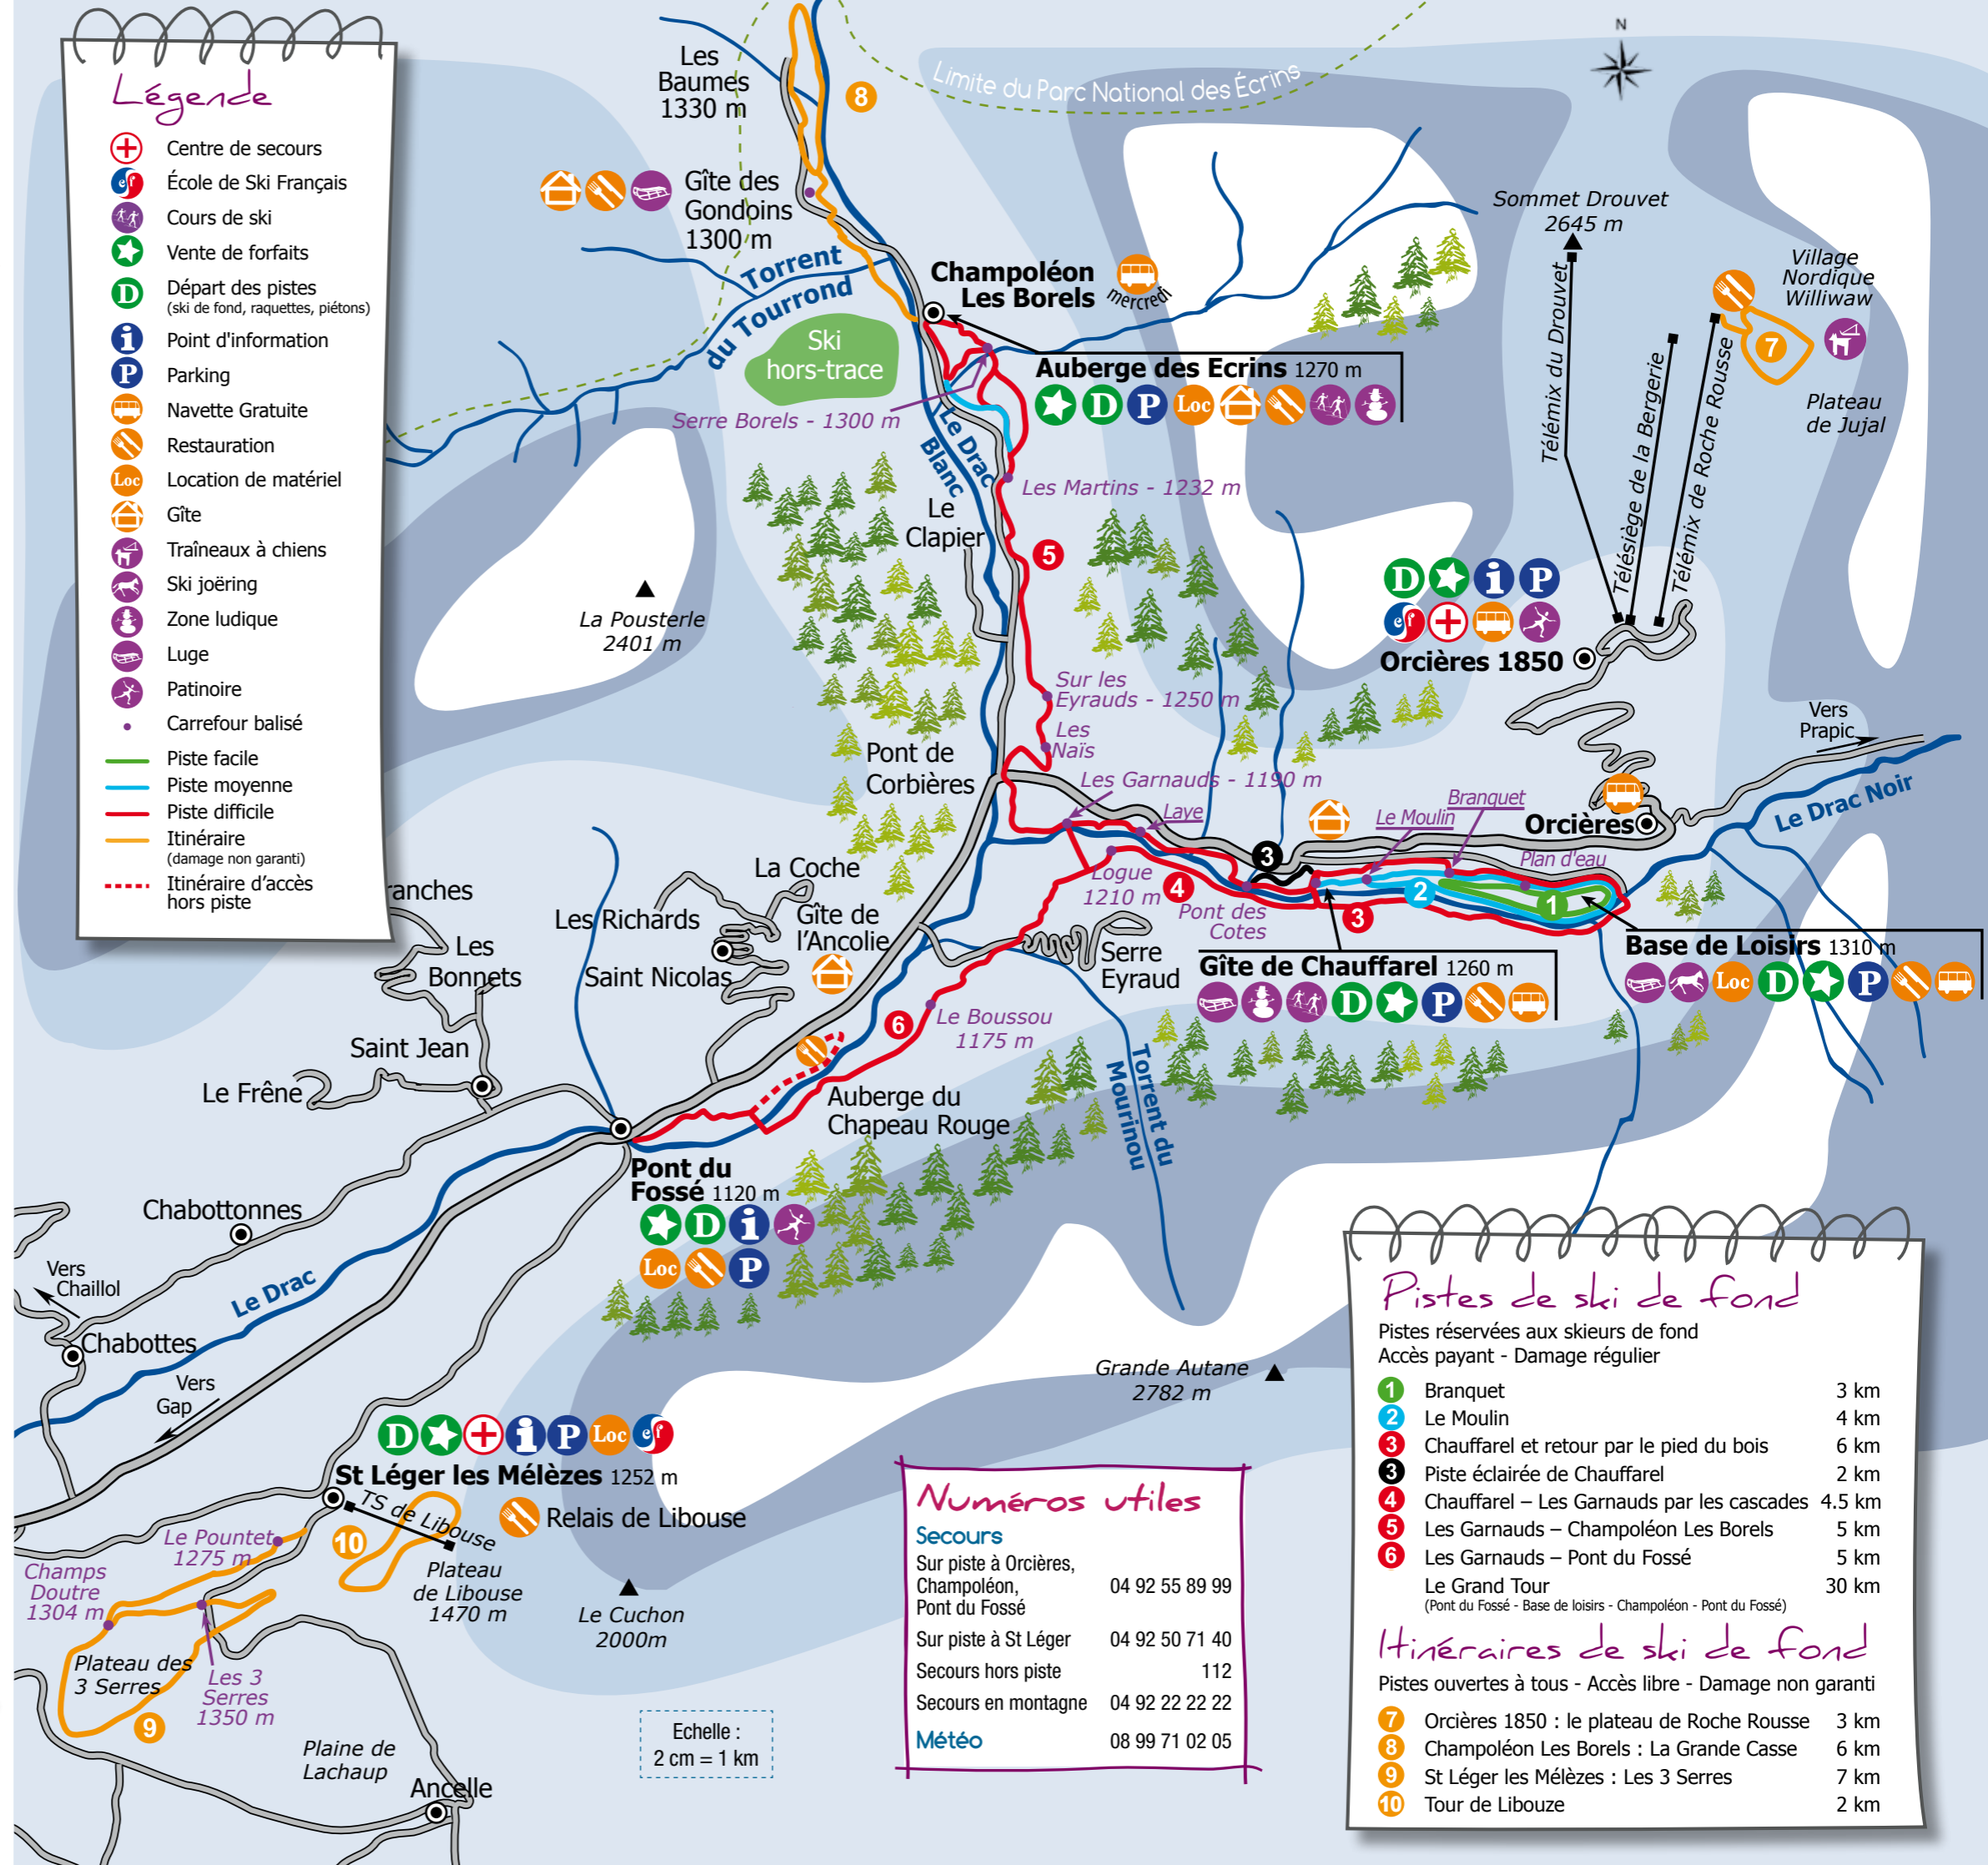 Légende
Centre de secours
École de Ski Français
Cours de ski
Vente de forfaits
D Départ des pistes
(ski de fond, raquettes, piétons)
i Point d'information
P Parking
Navette Gratuite
Restauration
Loc Location de matériel
Gîte
Traîneaux à chiens
Ski joëring
Zone ludique
Luge
Patinoire
Carrefour balisé
Piste facile
Piste moyenne
Piste difficile
Itinéraire
(damage non garanti)
Itinéraire d'accès
hors piste
N
Limite du Parc National des Écrins
Les
Baumes
1330 m
8
Gîte des
Gondoins
1300 m
Torrent
du Tourrond
Champoléon
Les Borels
mercredi
Ski
hors-trace
Auberge des Ecrins 1270 m
D P Loc
Serre Borels - 1300 m
Le Drac
Blanc
Les Martins - 1232 m
Le
Clapier
5
La Pousterle
2401 m
Sommet Drouvet
2645 m
Télémix du Drouvet
Télésiège de la Bergerie
Télémix de Roche Rousse
Village
Nordique
Williwaw
7
Plateau
de Jujal
D i P
Orcières 1850
Sur les
Eyrauds - 1250 m
Les
Naïs
Pont de
Corbières
Les Garnauds - 1190 m
Laye
Vers
Prapic
Le Drac Noir
Orcières
Branquet
Le Moulin
Plan d'eau
3
Logue
1210 m
4
Pont des
Cotes
3
2
1
Base de Loisirs 1310 m
Loc D P
Gîte de Chauffarel 1260 m
D P
Serre
Eyraud
La Coche
Les Richards
Gîte de
l'Ancolie
Saint Nicolas
ranches
Les
Bonnets
Saint Jean
Le Frêne
6
Le Boussou
1175 m
Auberge du
Chapeau Rouge
Torrent du
Mourinou
Pont du
Fossé 1120 m
D i
Loc P
Chabottonnes
Le Drac
Vers
Chaillol
Chabottes
Vers
Gap
D i P Loc
St Léger les Mélèzes 1252 m
TS de Libouse
Relais de Libouse
10
Plateau
de Libouse
1470 m
Le Pountet
1275 m
Champs
Doutre
1304 m
Plateau des
3 Serres
Les 3
Serres
1350 m
9
Plaine de
Lachaup
Ancelle
Le Cuchon
2000m
Grande Autane
2782 m
Echelle :
2 cm = 1 km
Numéros utiles
Secours
Sur piste à Orcières,
Champoléon, 04 92 55 89 99
Pont du Fossé
Sur piste à St Léger 04 92 50 71 40
Secours hors piste 112
Secours en montagne 04 92 22 22 22
Météo 08 99 71 02 05
Pistes de ski de fond
Pistes réservées aux skieurs de fond
Accès payant - Damage régulier
1 Branquet 3 km
2 Le Moulin 4 km
3 Chauffarel et retour par le pied du bois 6 km
3 Piste éclairée de Chauffarel 2 km
4 Chauffarel – Les Garnauds par les cascades 4.5 km
5 Les Garnauds – Champoléon Les Borels 5 km
6 Les Garnauds – Pont du Fossé 5 km
Le Grand Tour 30 km
(Pont du Fossé - Base de loisirs - Champoléon - Pont du Fossé)
Itinéraires de ski de fond
Pistes ouvertes à tous - Accès libre - Damage non garanti
7 Orcières 1850 : le plateau de Roche Rousse 3 km
8 Champoléon Les Borels : La Grande Casse 6 km
9 St Léger les Mélèzes : Les 3 Serres 7 km
10 Tour de Libouze 2 km